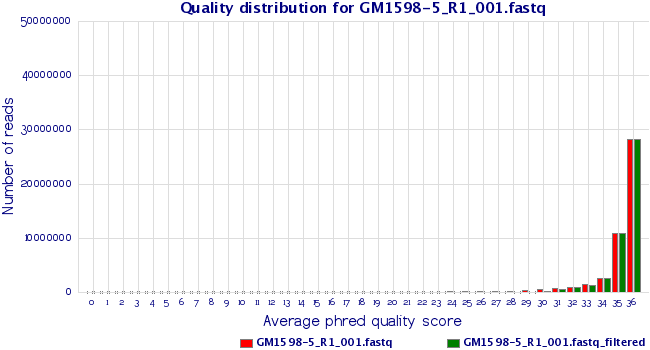 Quality distribution for GM1598-5_R1_001.fastq
50000000
40000000
30000000
20000000
10000000
0
Number of reads
0 1 2 3 4 5 6 7 8 9 10 11 12 13 14 15 16 17 18 19 20 21 22 23 24 25 26 27 28 29 30 31 32 33 34 35 36
Average phred quality score
GM1598-5_R1_001.fastq GM1598-5_R1_001.fastq_filtered